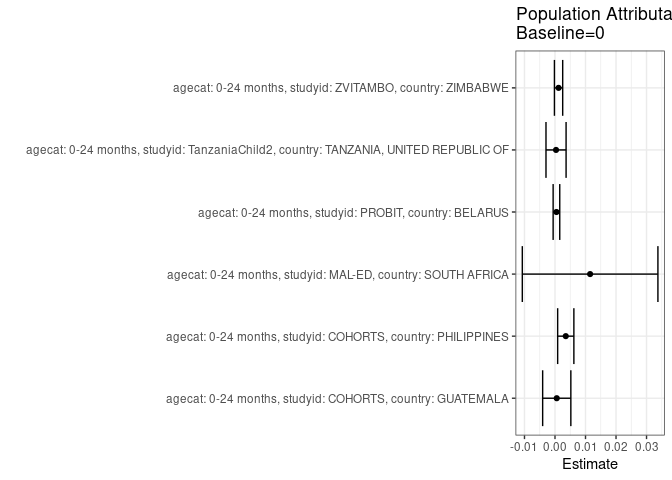 Population Attributa
Baseline=0
agecat: 0-24 months, studyid: ZVITAMBO, country: ZIMBABWE
agecat: 0-24 months, studyid: TanzaniaChild2, country: TANZANIA, UNITED REPUBLIC OF
agecat: 0-24 months, studyid: PROBIT, country: BELARUS
agecat: 0-24 months, studyid: MAL-ED, country: SOUTH AFRICA
agecat: 0-24 months, studyid: COHORTS, country: PHILIPPINES
agecat: 0-24 months, studyid: COHORTS, country: GUATEMALA
-0.01 0.00 0.01 0.02 0.03
Estimate